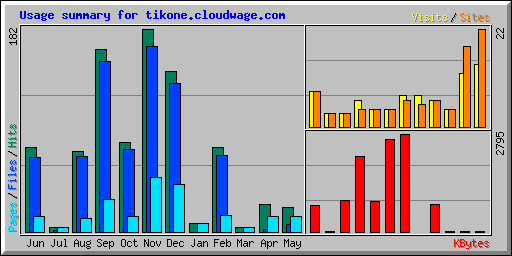 Usage summary for tikone.cloudwage.com
Visits / Sites
182
22
Pages / Files / Hits
2795
Jun Jul Aug Sep Oct Nov Dec Jan Feb Mar Apr May
KBytes